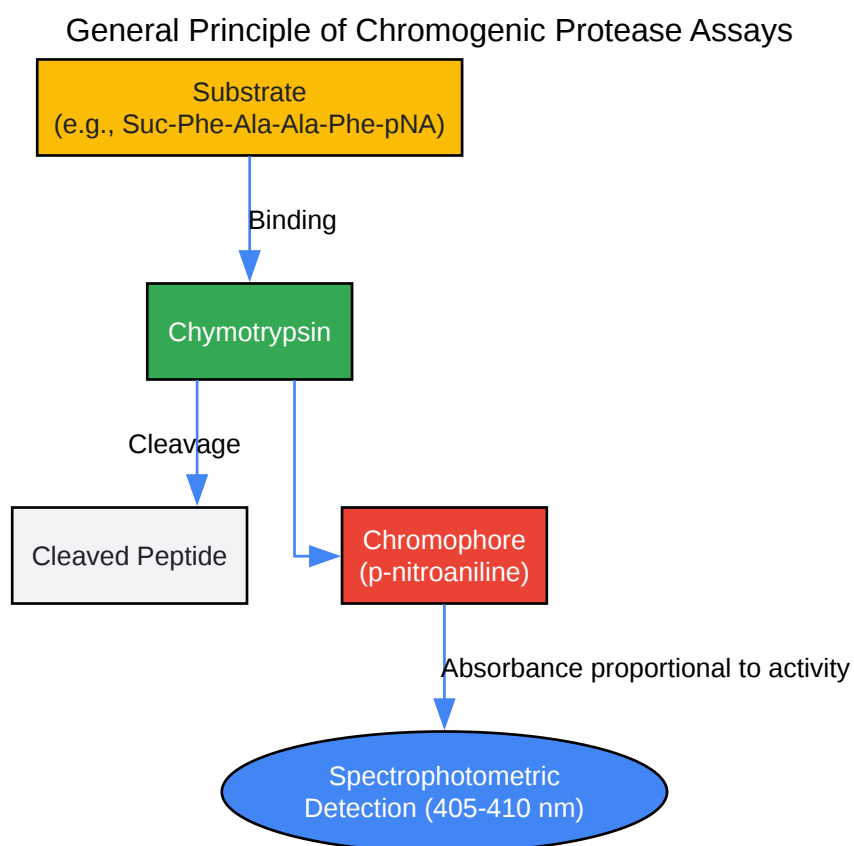 General Principle of Chromogenic Protease Assays
Substrate
(e.g., Suc-Phe-Ala-Ala-Phe-pNA)
Binding
Chymotrypsin
Cleavage
Cleaved Peptide
Chromophore
(p-nitroaniline)
Absorbance proportional to activity
Spectrophotometric
Detection (405-410 nm)